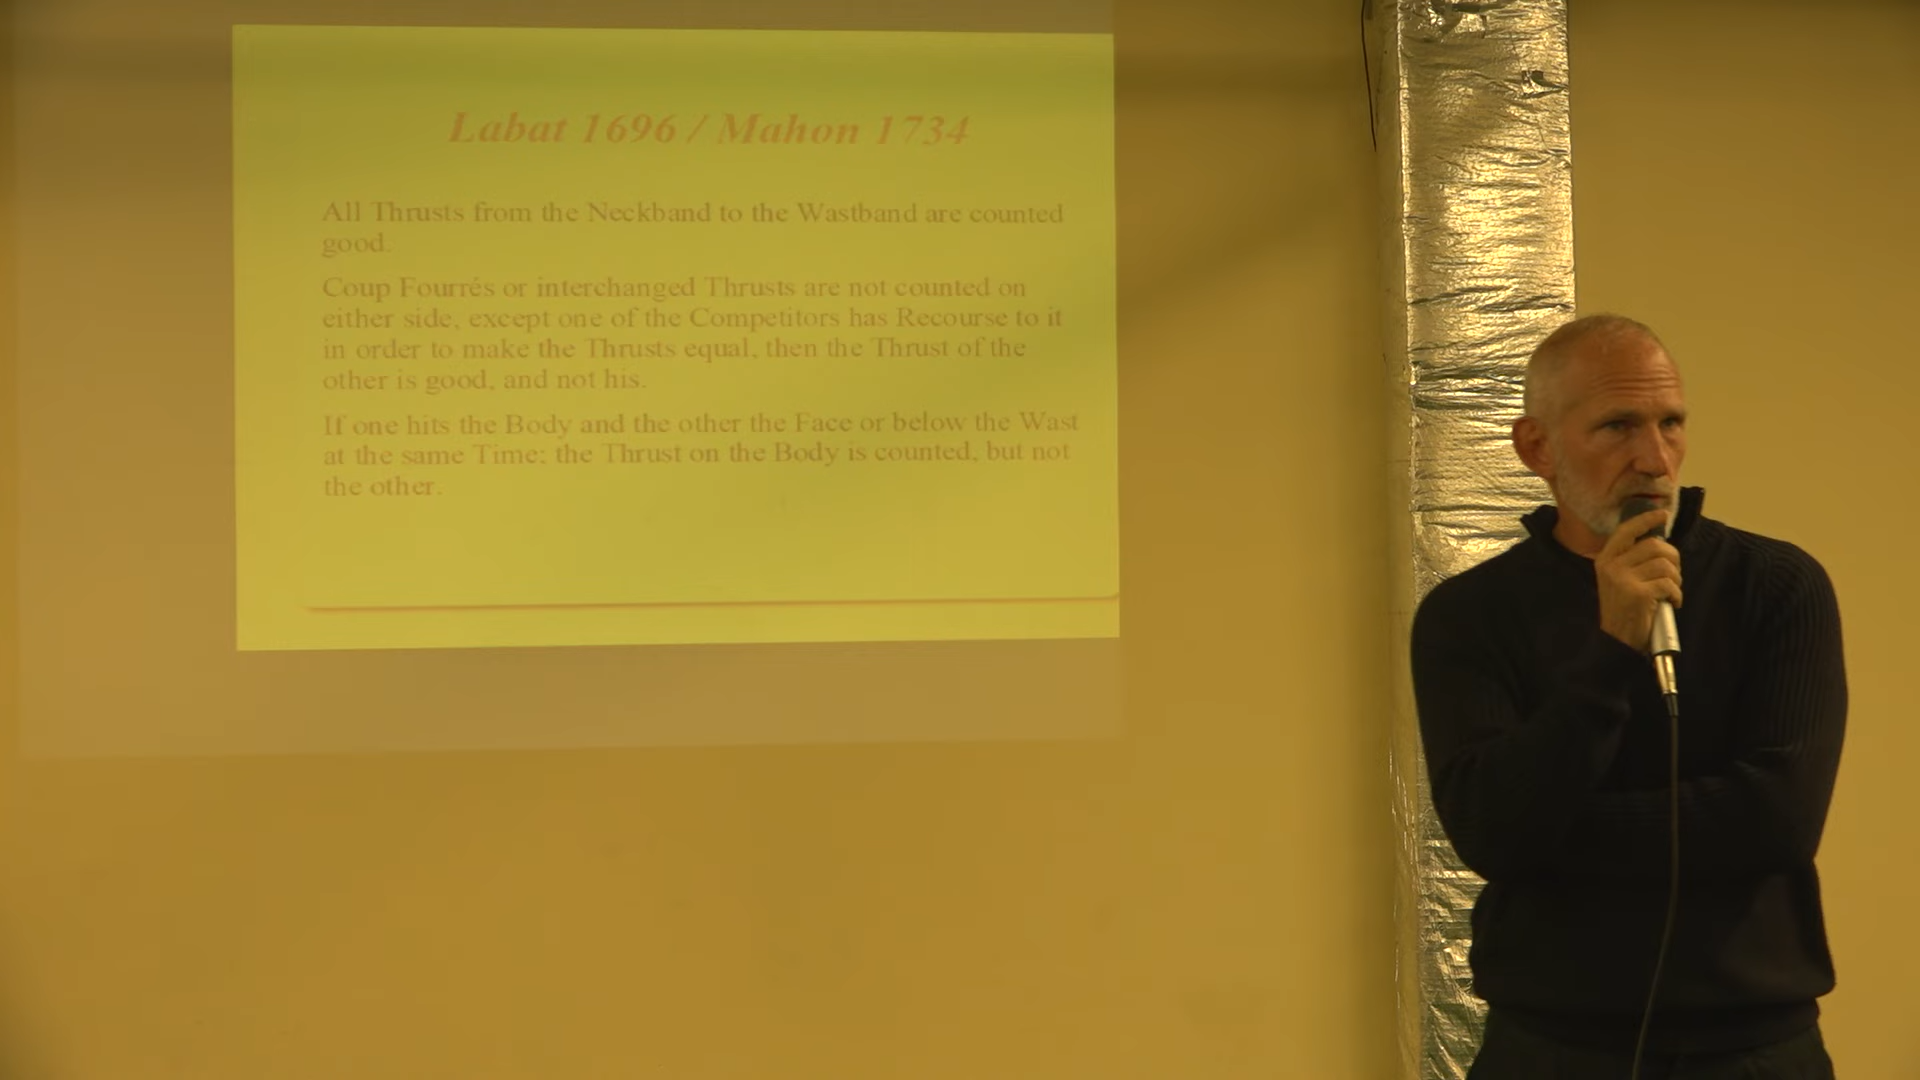 Labat 1696 / Mahon 1734
All Thrusts from the Neckband to the Wastband are counted
good.
Coup Fourrés or interchanged Thrusts are not counted on
either side, except one of the Competitors has Recourse to it
in order to make the Thrusts equal, then the Thrust of the
other is good, and not his.
If one hits the Body and the other the Face or below the Wast
at the same Time; the Thrust on the Body is counted, but not
the other.